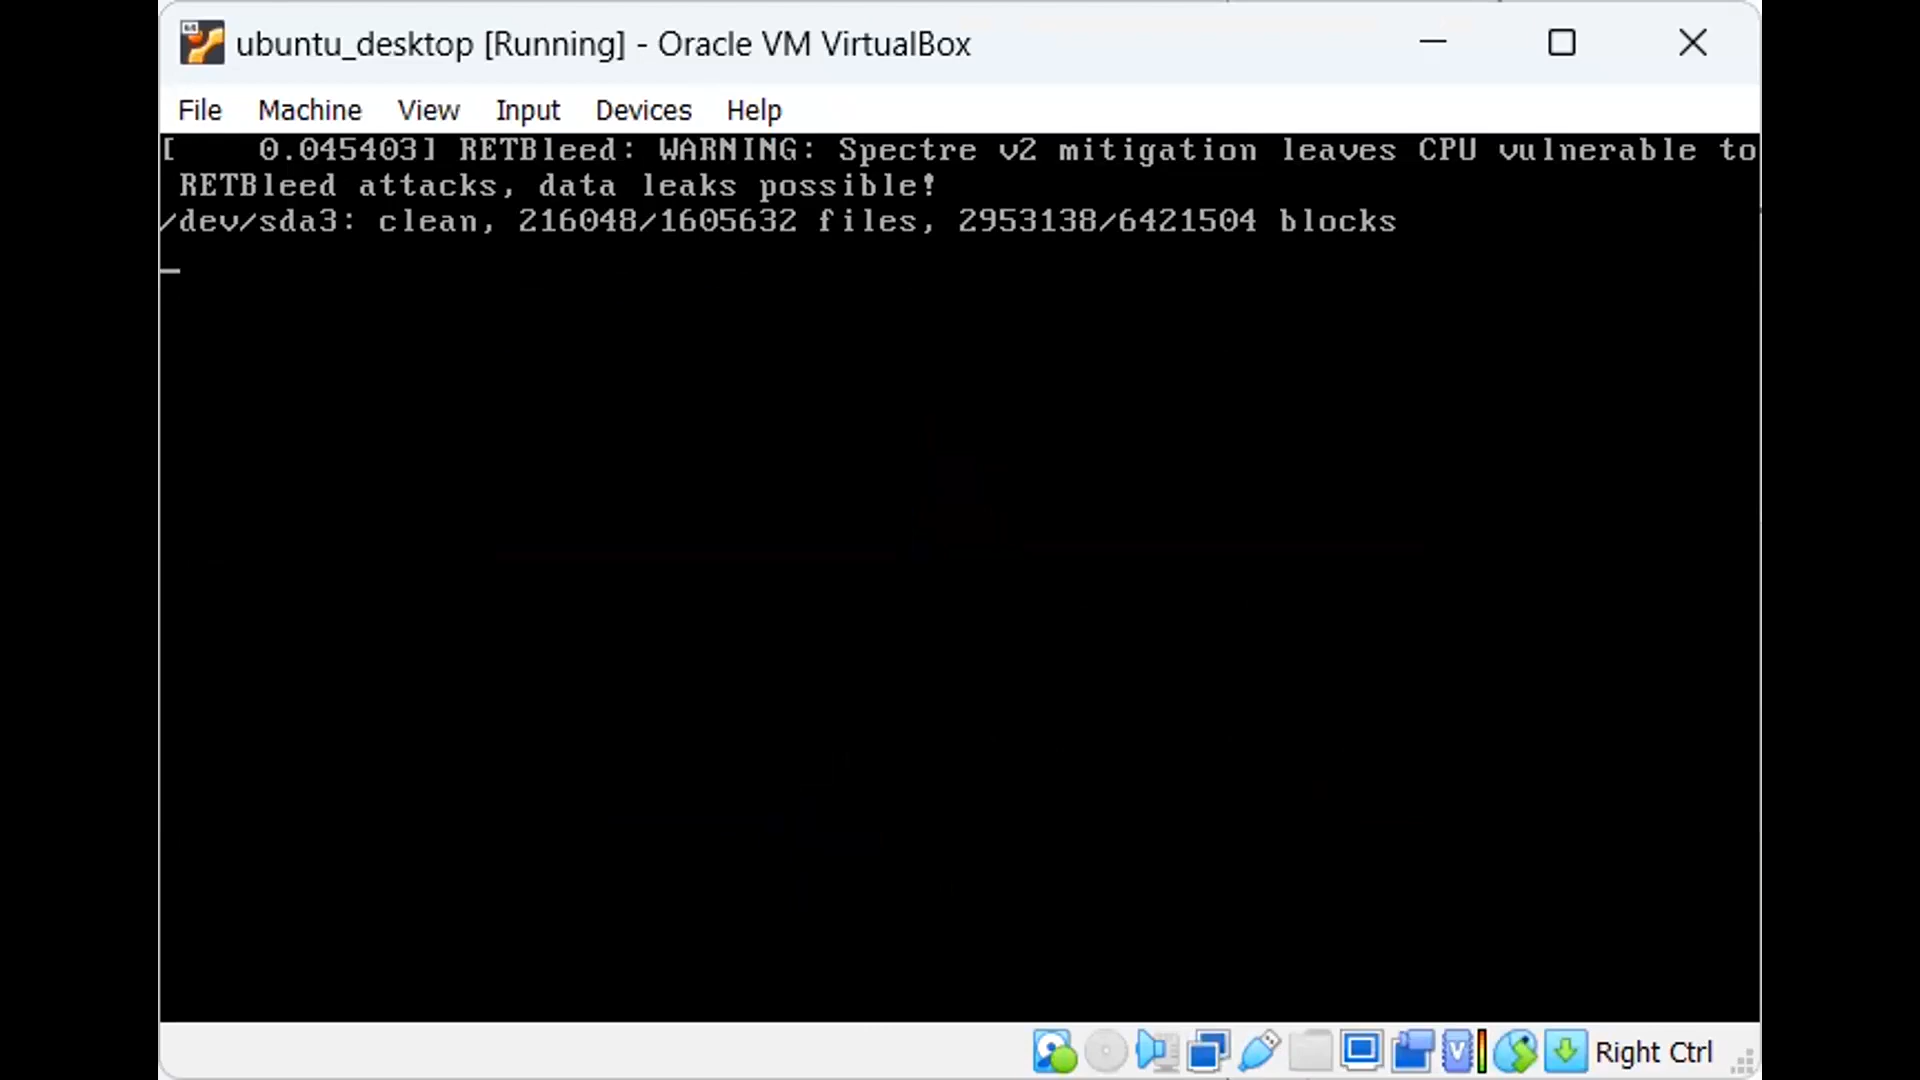 ubuntu_desktop [Running] - Oracle VM VirtualBox
File Machine View Input Devices Help
[    0.045403] RETBleed: WARNING: Spectre v2 mitigation leaves CPU vulnerable to
 RETBleed attacks, data leaks possible!
/dev/sda3: clean, 216048/1605632 files, 2953138/6421504 blocks
_
Right Ctrl